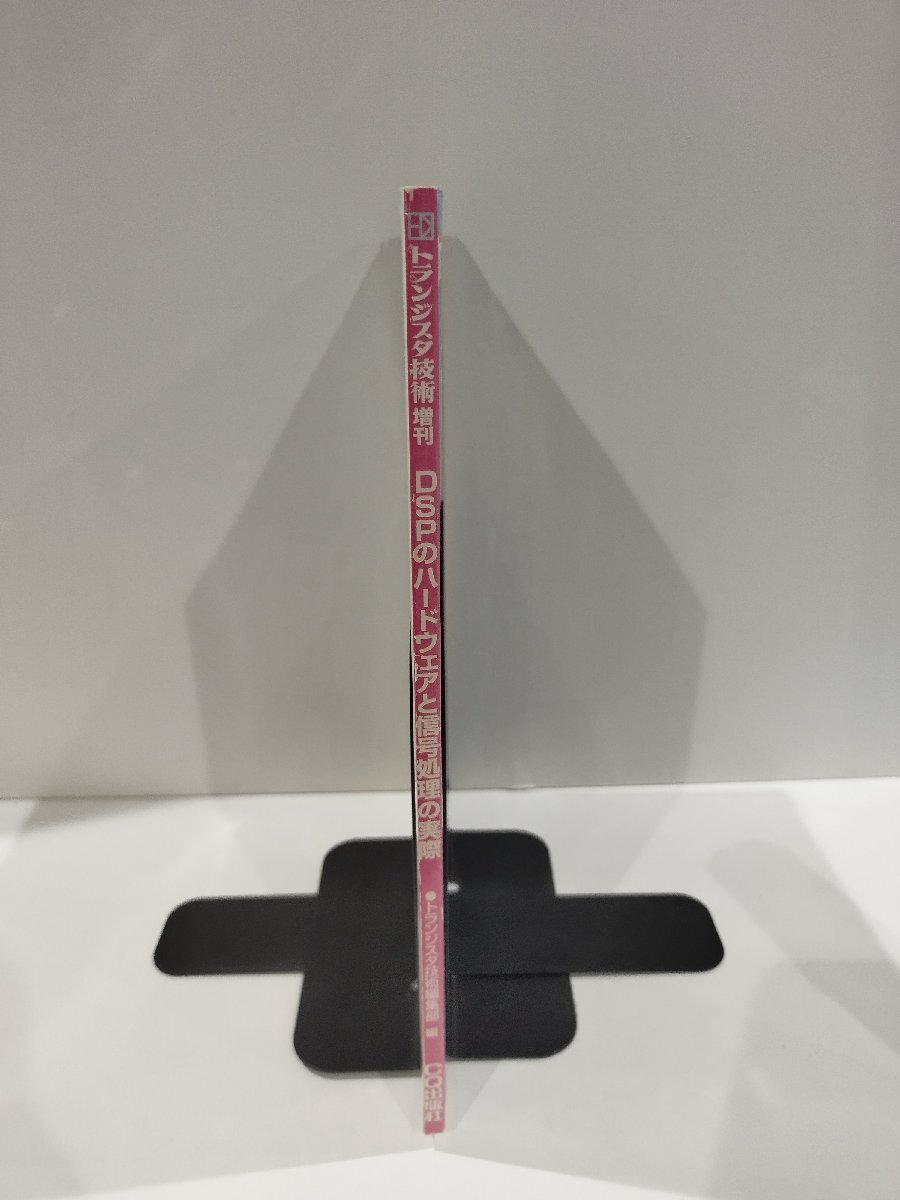 トランジスタ技術 増刊
DSPのハードウェアと信号処理の実際
●トランジスタ技術編集部 編
CQ出版社